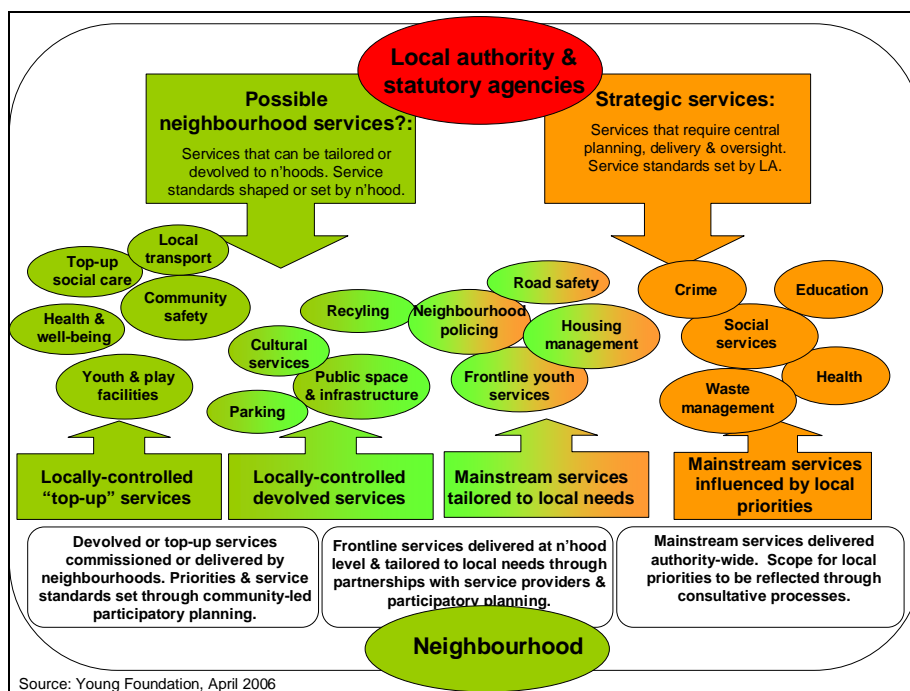 Local authority &
statutory agencies
Possible
neighbourhood services?:
Services that can be tailored or
devolved to n'hoods. Service
standards shaped or set by n'hood.
Strategic services:
Services that require central
planning, delivery & oversight.
Service standards set by LA.
Top-up
social care
Local
transport
Community
safety
Health &
well-being
Youth & play
facilities
Recyling
Cultural
services
Public space
& infrastructure
Parking
Road safety
Neighbourhood
policing
Housing
management
Frontline youth
services
Crime
Education
Social
services
Health
Waste
management
Locally-controlled
“top-up” services
Locally-controlled
devolved services
Mainstream services
tailored to local needs
Mainstream services
influenced by local
priorities
Devolved or top-up services
commissioned or delivered by
neighbourhoods. Priorities & service
standards set through community-led
participatory planning.
Frontline services delivered at n'hood
level & tailored to local needs through
partnerships with service providers &
participatory planning.
Mainstream services delivered
authority-wide.  Scope for local
priorities to be reflected through
consultative processes.
Neighbourhood
Source: Young Foundation, April 2006